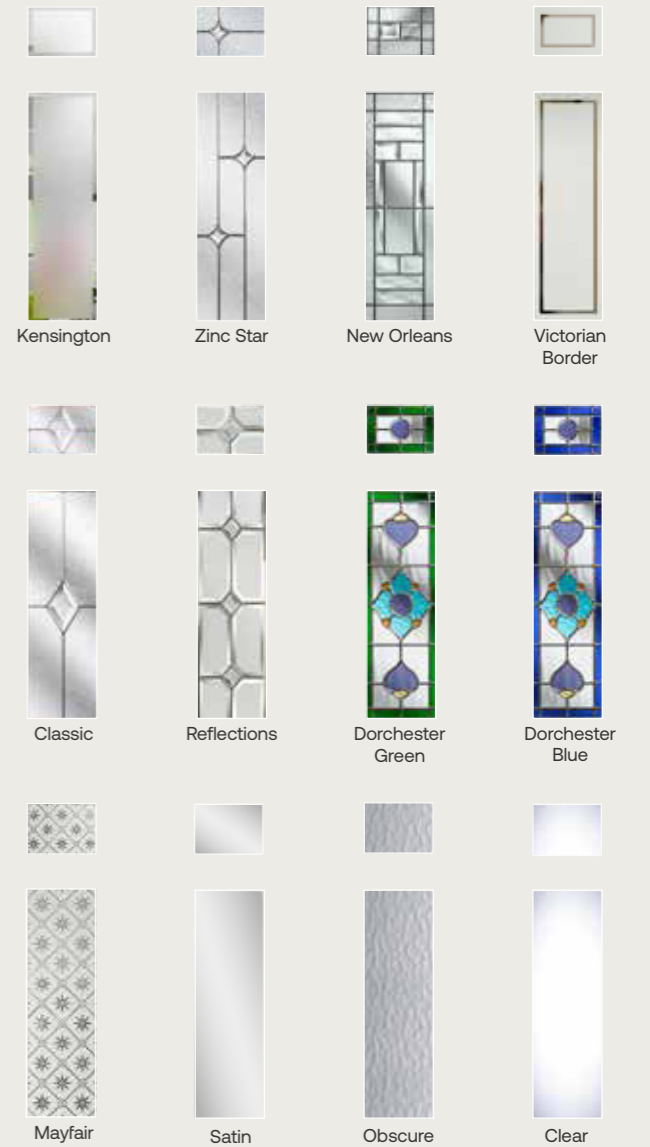 Kensington
Zinc Star
New Orleans
Victorian
Border
Classic
Reflections
Dorchester
Green
Dorchester
Blue
Mayfair
Satin
Obscure
Clear